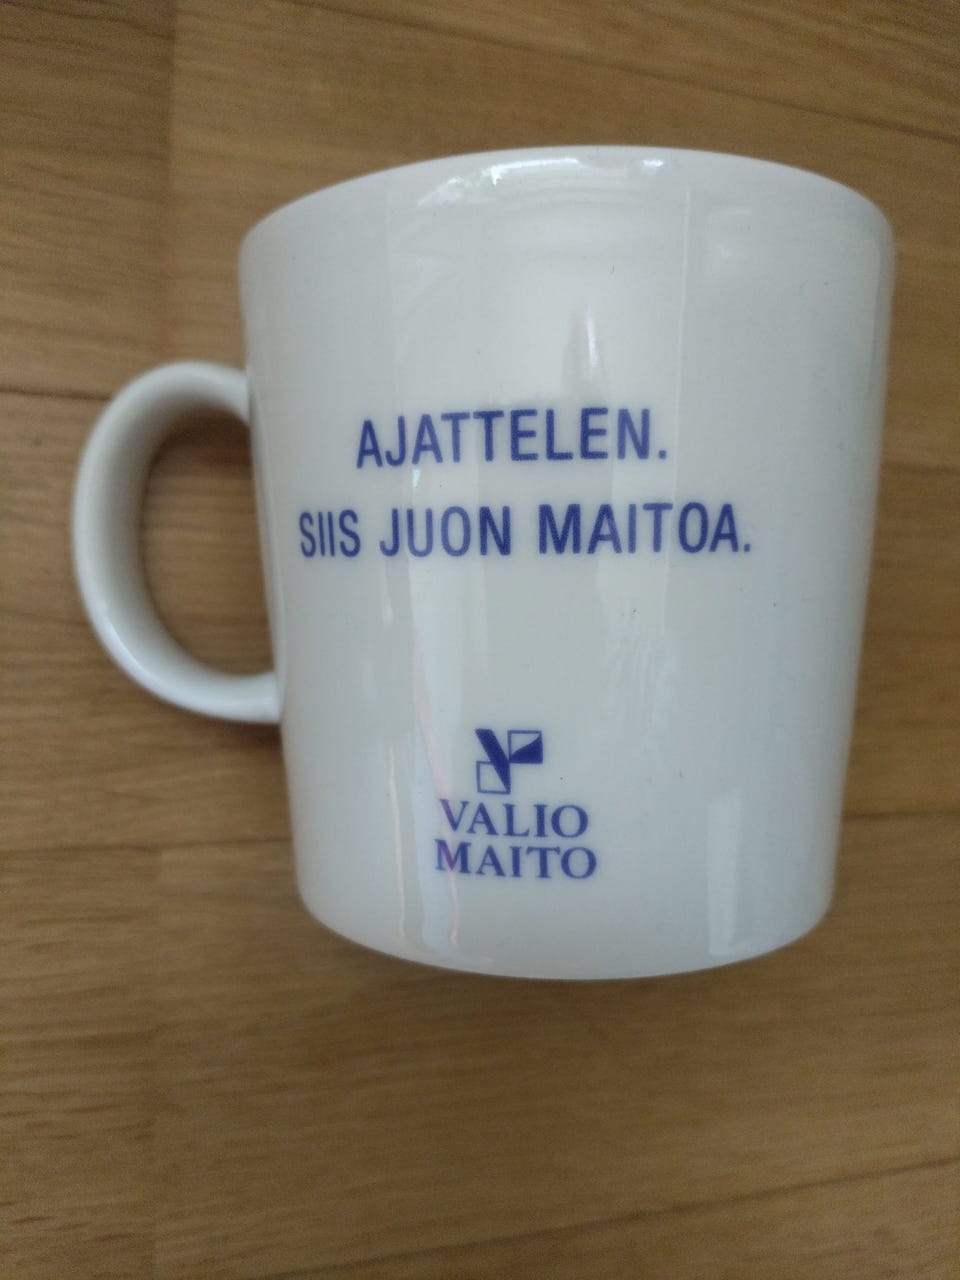 AJATTELEN.
SIIS JUON MAITOA.
VALIO
MAITO